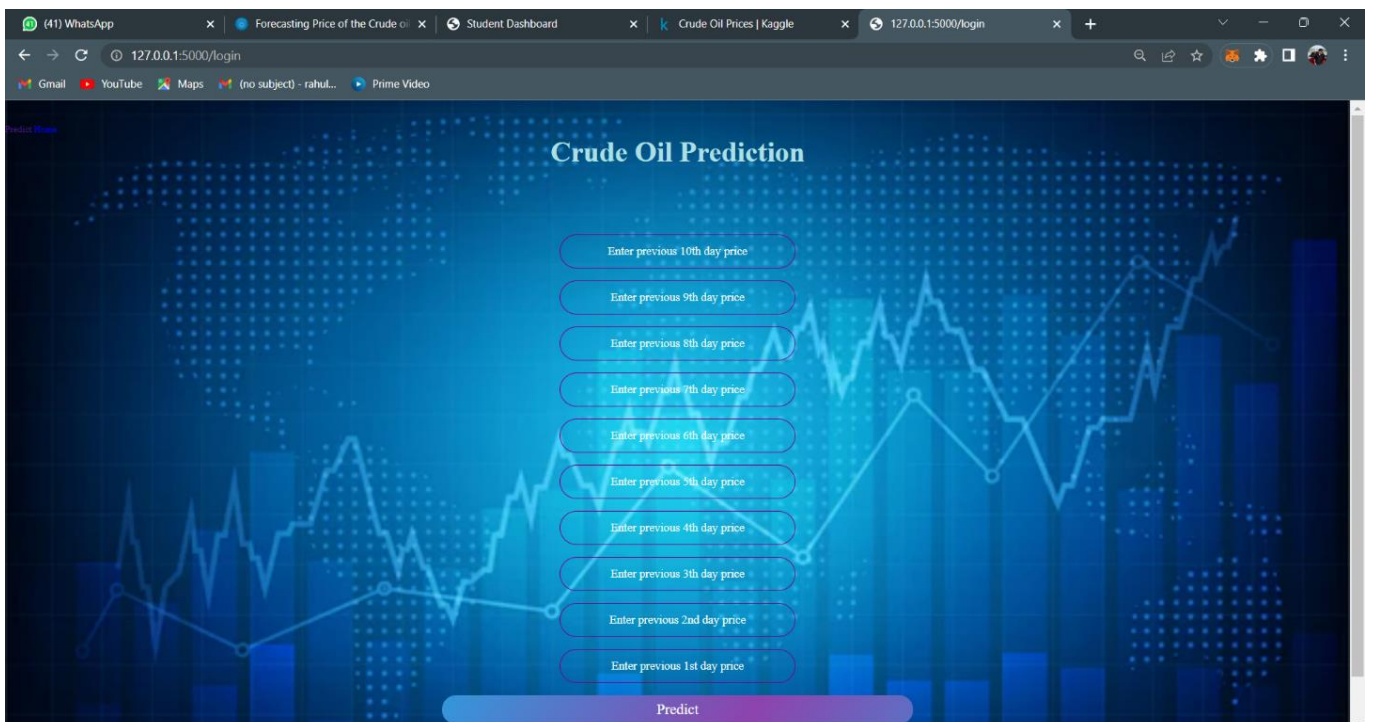 (41) WhatsApp
Forecasting Price of the Crude oi
Student Dashboard
Crude Oil Prices | Kaggle
127.0.0.1:5000/login
127.0.0.1:5000/login
Gmail YouTube Maps (no subject) - rahul... Prime Video
Predict Home
Crude Oil Prediction
Enter previous 10th day price
Enter previous 9th day price
Enter previous 8th day price
Enter previous 7th day price
Enter previous 6th day price
Enter previous 5th day price
Enter previous 4th day price
Enter previous 3th day price
Enter previous 2nd day price
Enter previous 1st day price
Predict